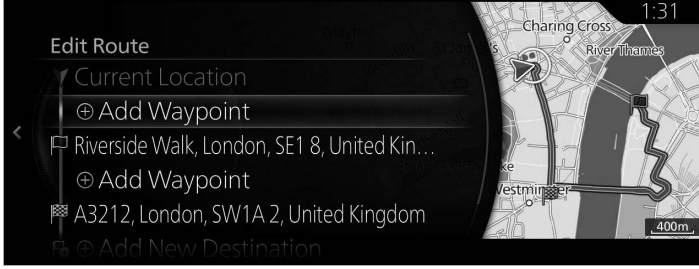 1:31
Edit Route
Current Location
Add Waypoint
Riverside Walk, London, SE1 8, United Kin...
Add Waypoint
A3212, London, SW1A 2, United Kingdom
Add New Destination
Charing Cross
River Thames
Westminster
400m